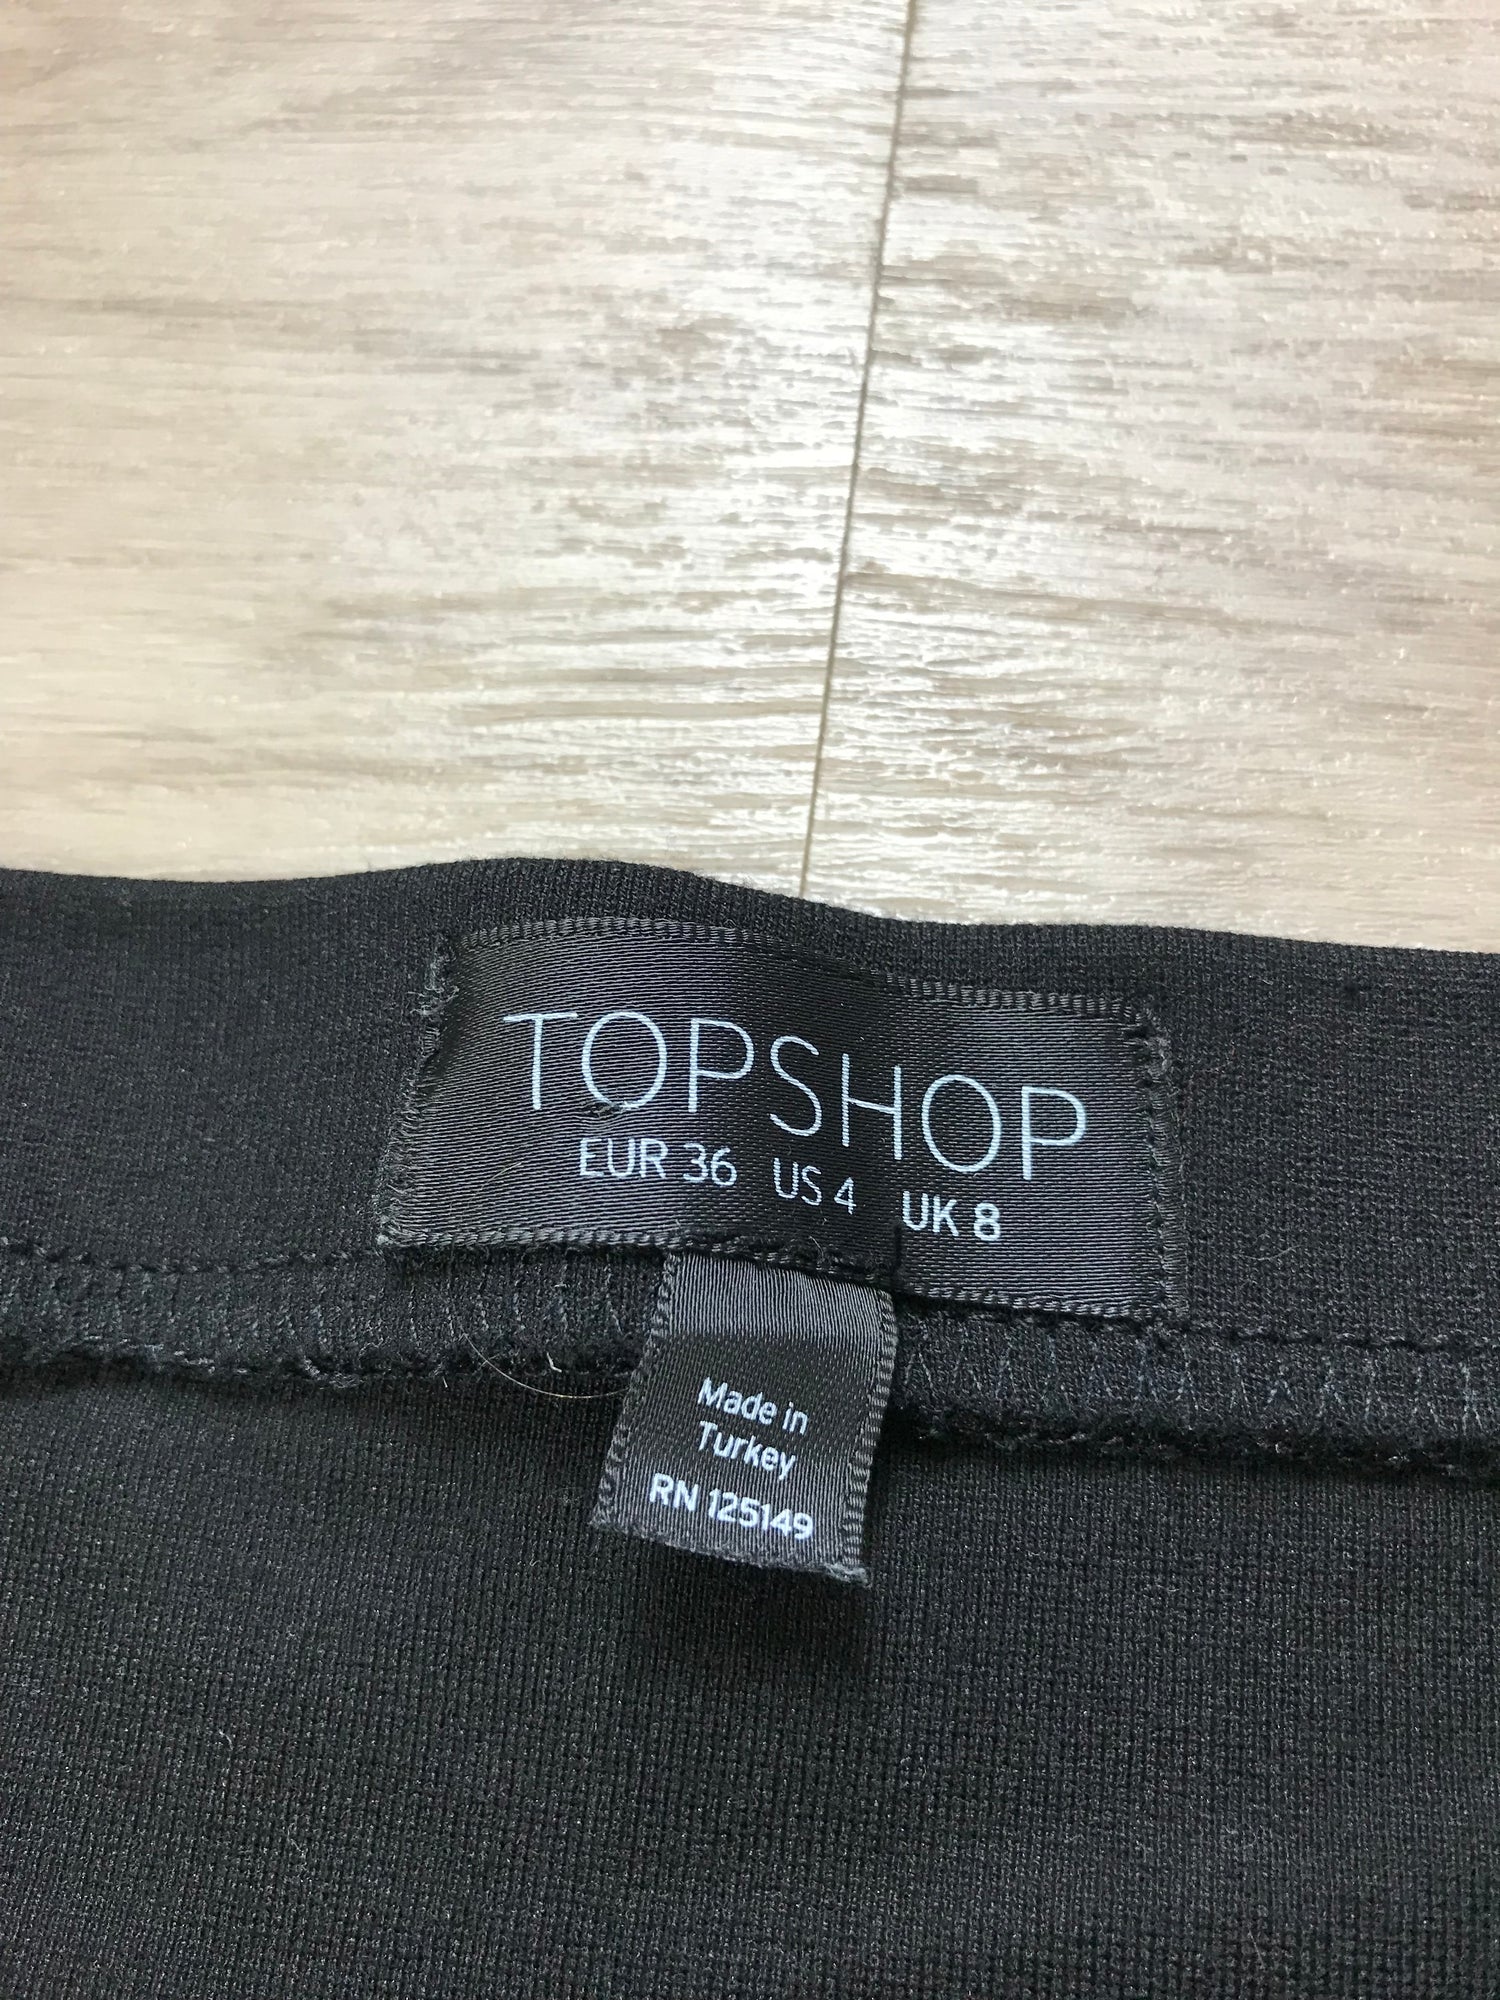 TOPSHOP
EUR 36 US 4 UK 8
Made in
Turkey
RN 125149